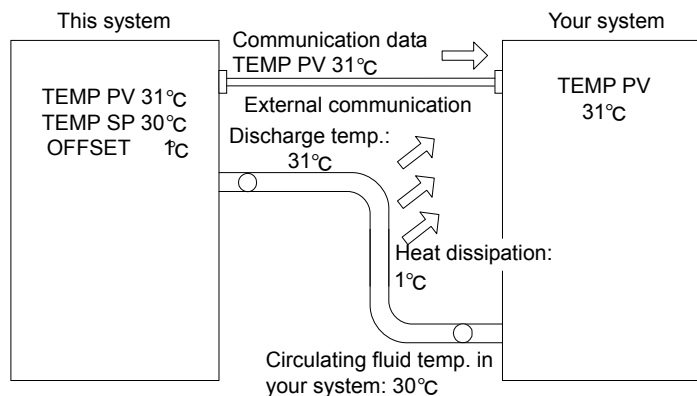 This system
Your system
Communication data
TEMP PV 31°C
External communication
TEMP PV 31°C
TEMP SP 30°C
OFFSET 1°C
TEMP PV
31°C
Discharge temp.:
31°C
Heat dissipation:
1°C
Circulating fluid temp. in
your system: 30°C